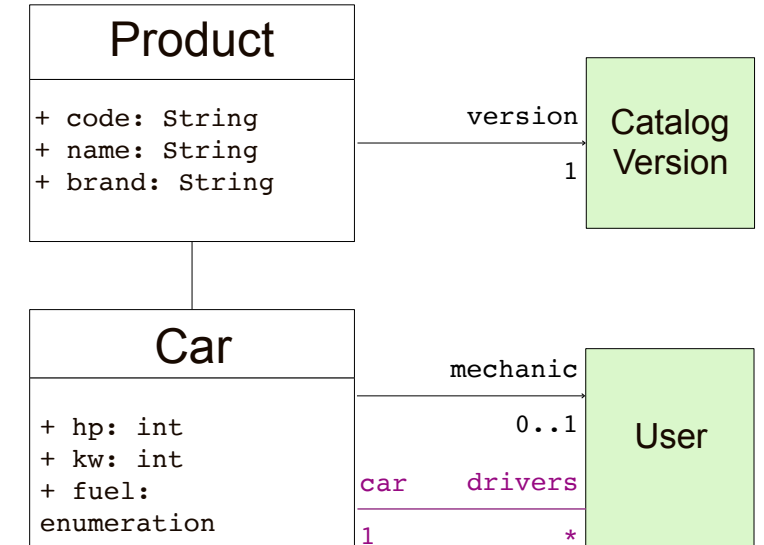 Product
+ code: String
+ name: String
+ brand: String
version
1
Catalog
Version
Car
+ hp: int
+ kw: int
+ fuel:
enumeration
mechanic
0..1
car drivers
1 *
User